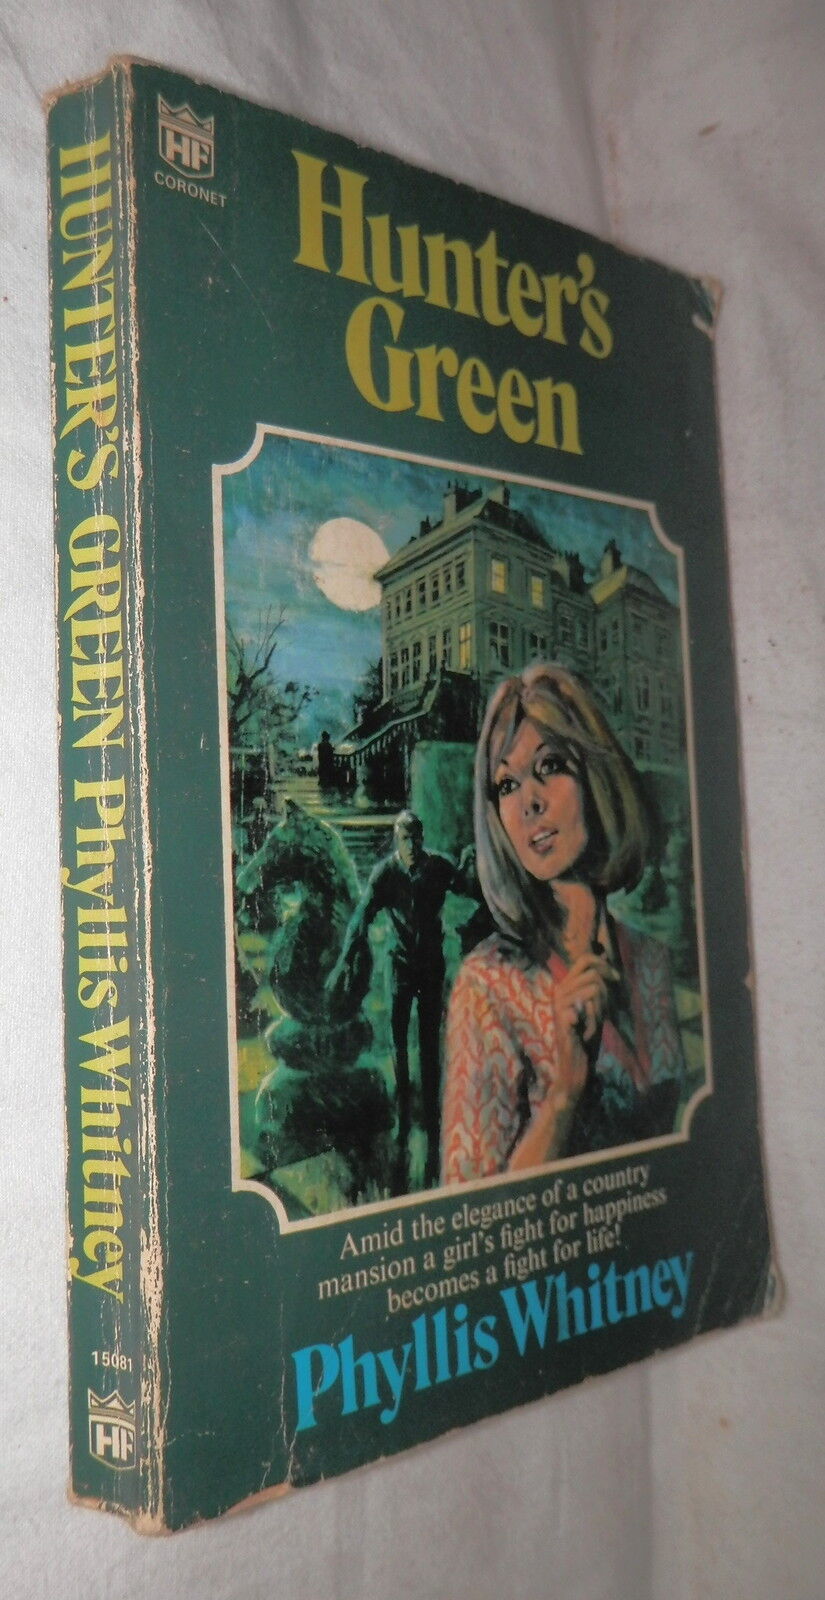 HF
CORONET
Hunter's
Green
Amid the elegance of a country
mansion a girl's fight for happiness
becomes a fight for life!
Phyllis Whitney
HUNTER'S GREEN Phyllis Whitney
15081
HF